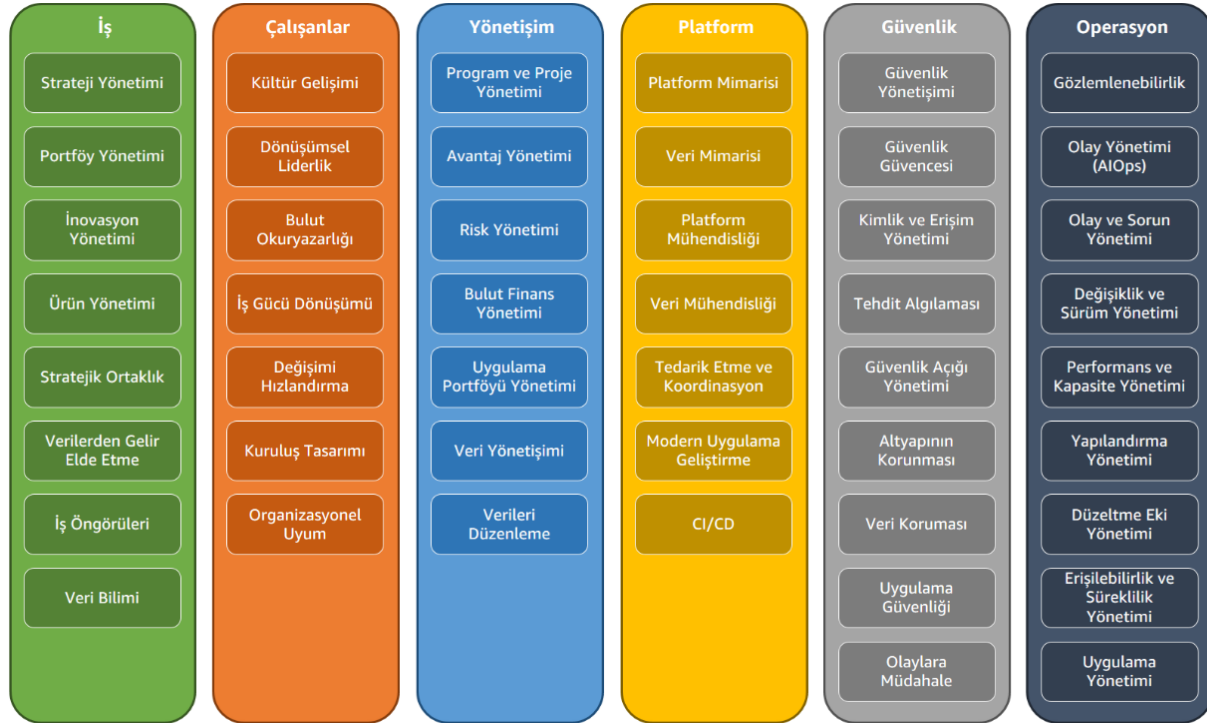 İş
Strateji Yönetimi
Portföy Yönetimi
İnovasyon
Yönetimi
Ürün Yönetimi
Stratejik Ortaklık
Verilerden Gelir
Elde Etme
İş Öngörüleri
Veri Bilimi
Çalışanlar
Kültür Gelişimi
Dönüşümsel
Liderlik
Bulut
Okuryazarlığı
İş Gücü Dönüşümü
Değişimi
Hızlandırma
Kuruluş Tasarımı
Organizasyonel
Uyum
Yönetişim
Program ve Proje
Yönetimi
Avantaj Yönetimi
Risk Yönetimi
Bulut Finans
Yönetimi
Uygulama
Portföyü Yönetimi
Veri Yönetişimi
Verileri
Düzenleme
Platform
Platform Mimarisi
Veri Mimarisi
Platform
Mühendisliği
Veri Mühendisliği
Tedarik Etme ve
Koordinasyon
Modern Uygulama
Geliştirme
CI/CD
Güvenlik
Güvenlik
Yönetişimi
Güvenlik
Güvencesi
Kimlik ve Erişim
Yönetimi
Tehdit Algılaması
Güvenlik Açığı
Yönetimi
Altyapının
Korunması
Veri Koruması
Uygulama
Güvenliği
Olaylara
Müdahale
Operasyon
Gözlemlenebilirlik
Olay Yönetimi
(AIOps)
Olay ve Sorun
Yönetimi
Değişiklik ve
Sürüm Yönetimi
Performans ve
Kapasite Yönetimi
Yapılandırma
Yönetimi
Düzeltme Eki
Yönetimi
Erişilebilirlik ve
Süreklilik
Yönetimi
Uygulama
Yönetimi